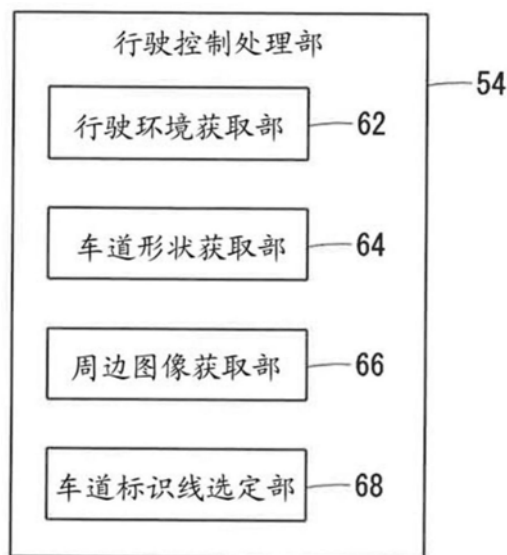 行驶控制处理部
54
行驶环境获取部 62
车道形状获取部 64
周边图像获取部 66
车道标识线选定部 68